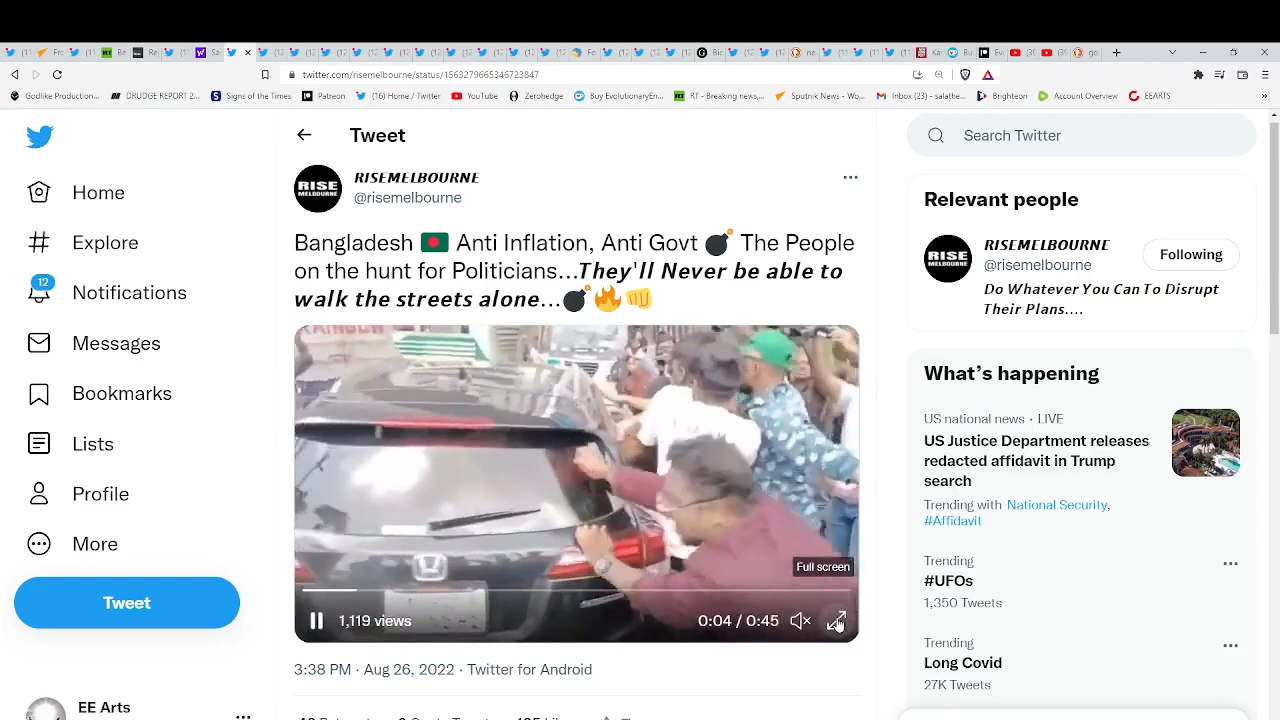 twitter.com/risemelbourne/status/1563279665346723847
Godlike Production... DRUDGE REPORT 2... Signs of the Times Patreon (16) Home / Twitter YouTube Zerohedge Buy EvolutionaryEn... RT - Breaking news,... Sputnik News - Wo... Inbox (23) - salathe... Brighteon Account Overview EEARTS
Home
Explore
12
Notifications
Messages
Bookmarks
Lists
Profile
More
Tweet
EE Arts
Tweet
RISE
MELBOURNE
RISEMELBOURNE
@risemelbourne
Bangladesh 🇧🇩 Anti Inflation, Anti Govt 💣 The People
on the hunt for Politicians...They'll Never be able to
walk the streets alone...💣🔥👊
Full screen
1,119 views
0:04 / 0:45
3:38 PM · Aug 26, 2022 · Twitter for Android
Search Twitter
Relevant people
RISE
MELBOURNE
RISEMELBOURNE
@risemelbourne
Following
Do Whatever You Can To Disrupt
Their Plans....
What's happening
US national news · LIVE
US Justice Department releases
redacted affidavit in Trump
search
Trending with National Security,
#Affidavit
Trending
#UFOs
1,350 Tweets
Trending
Long Covid
27K Tweets